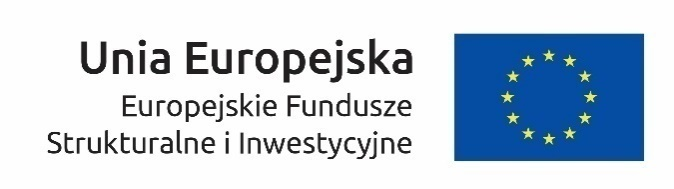 Unia Europejska
Europejskie Fundusze
Strukturalne i Inwestycyjne